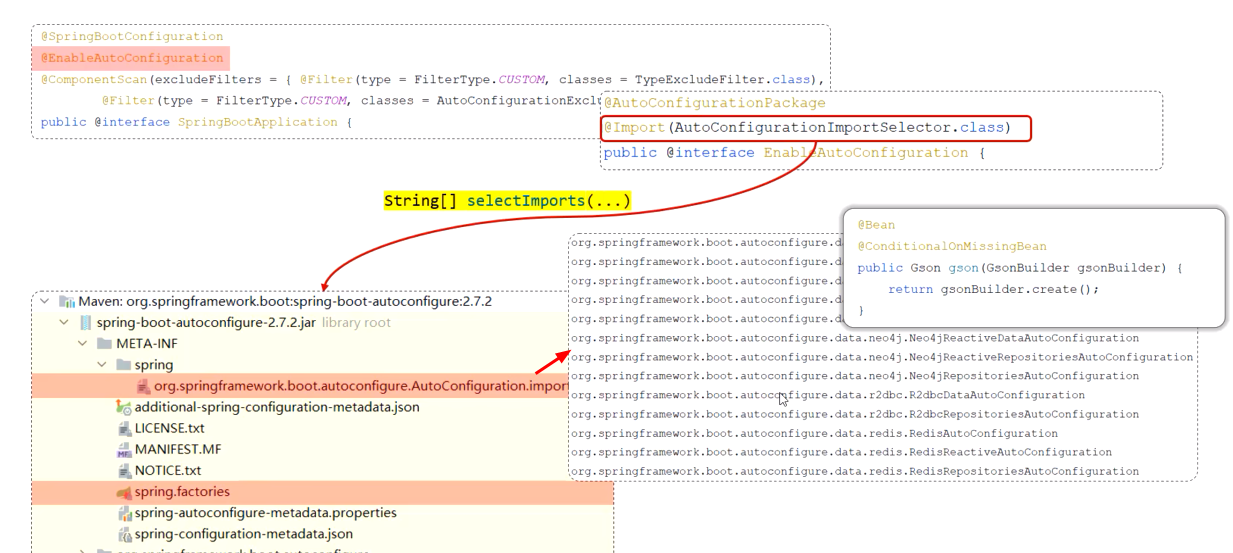 @SpringBootConfiguration
@EnableAutoConfiguration
@ComponentScan(excludeFilters = { @Filter(type = FilterType.CUSTOM, classes = TypeExcludeFilter.class),
@Filter(type = FilterType.CUSTOM, classes = AutoConfigurationExclu
public @interface SpringBootApplication {
@AutoConfigurationPackage
@Import(AutoConfigurationImportSelector.class)
public @interface EnableAutoConfiguration {
String[] selectImports(...)
@Bean
@ConditionalOnMissingBean
public Gson gson(GsonBuilder gsonBuilder) {
return gsonBuilder.create();
}
org.springframework.boot.autoconfigure.da
org.springframework.boot.autoconfigure.da
org.springframework.boot.autoconfigure.da
org.springframework.boot.autoconfigure.da
org.springframework.boot.autoconfigure.da
org.springframework.boot.autoconfigure.data.neo4j.Neo4jReactiveDataAutoConfiguration
org.springframework.boot.autoconfigure.data.neo4j.Neo4jReactiveRepositoriesAutoConfiguration
org.springframework.boot.autoconfigure.data.neo4j.Neo4jRepositoriesAutoConfiguration
org.springframework.boot.autoconfigure.data.r2dbc.R2dbcDataAutoConfiguration
org.springframework.boot.autoconfigure.data.r2dbc.R2dbcRepositoriesAutoConfiguration
org.springframework.boot.autoconfigure.data.redis.RedisAutoConfiguration
org.springframework.boot.autoconfigure.data.redis.RedisReactiveAutoConfiguration
org.springframework.boot.autoconfigure.data.redis.RedisRepositoriesAutoConfiguration
Maven: org.springframework.boot:spring-boot-autoconfigure:2.7.2
spring-boot-autoconfigure-2.7.2.jar library root
META-INF
spring
org.springframework.boot.autoconfigure.AutoConfiguration.import
additional-spring-configuration-metadata.json
LICENSE.txt
MANIFEST.MF
NOTICE.txt
spring.factories
spring-autoconfigure-metadata.properties
spring-configuration-metadata.json